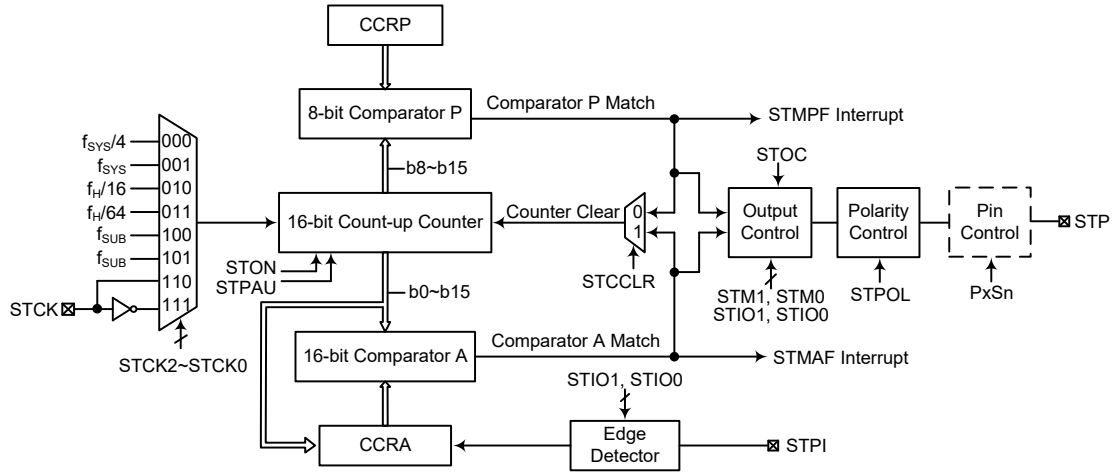 CCRP
8-bit Comparator P
Comparator P Match
STMPF Interrupt
fSYS/4
000
fSYS
001
fH/16
010
fH/64
011
fSUB
100
fSUB
101
110
111
STCK
STCK2~STCK0
b8~b15
16-bit Count-up Counter
STON
STPAU
b0~b15
Counter Clear
0
1
STCCLR
STOC
Output
Control
STM1, STM0
STIO1, STIO0
Polarity
Control
STPOL
Pin
Control
PxSn
STP
16-bit Comparator A
Comparator A Match
STMAF Interrupt
STIO1, STIO0
CCRA
Edge
Detector
STPI